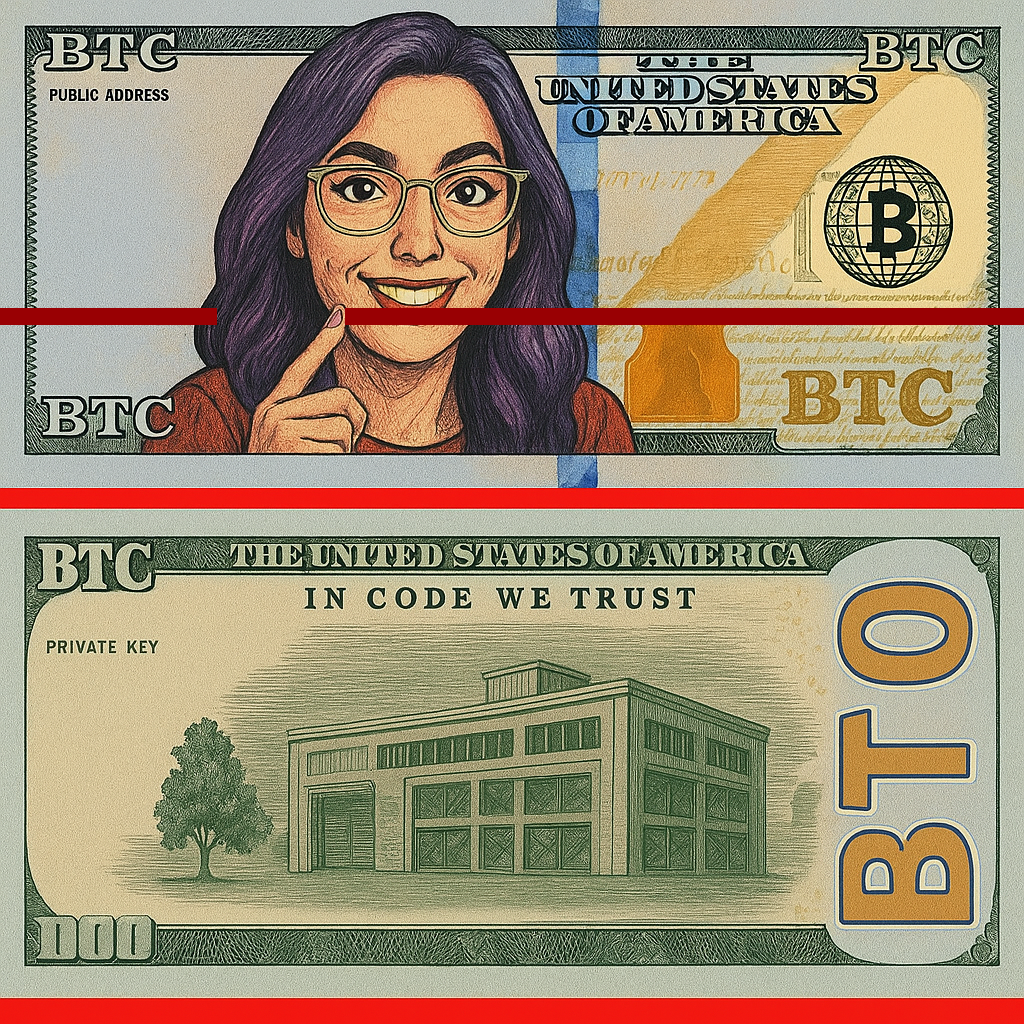 BTC
BTC
PUBLIC ADDRESS
THE
UNITED STATES
OF AMERICA
B
BTC
BTC
BTC
THE UNITED STATES OF AMERICA
IN CODE WE TRUST
PRIVATE KEY
BTO